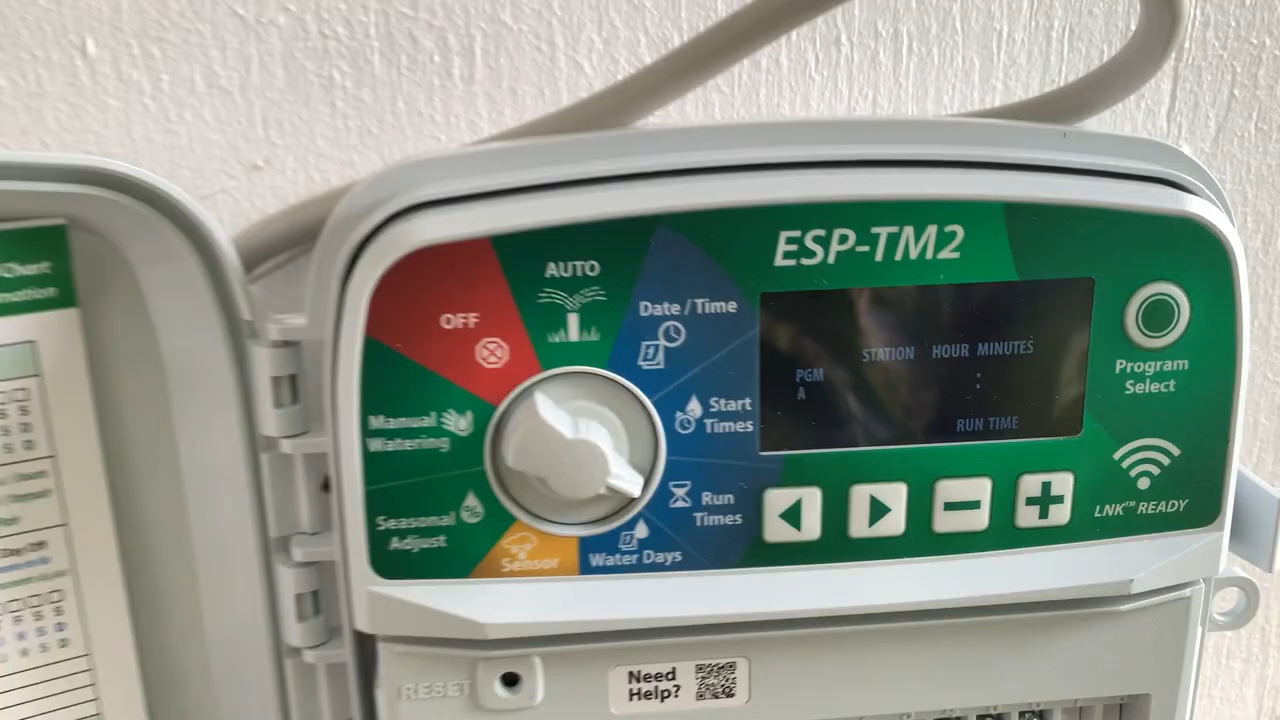 ESP-TM2
AUTO
OFF
Date / Time
Manual
Watering
Start
Times
Seasonal
Adjust
Run
Times
Sensor
Water Days
STATION HOUR MINUTES
PGM
A
:
RUN TIME
Program
Select
LNK™ READY
RESET
Need
Help?
Chart